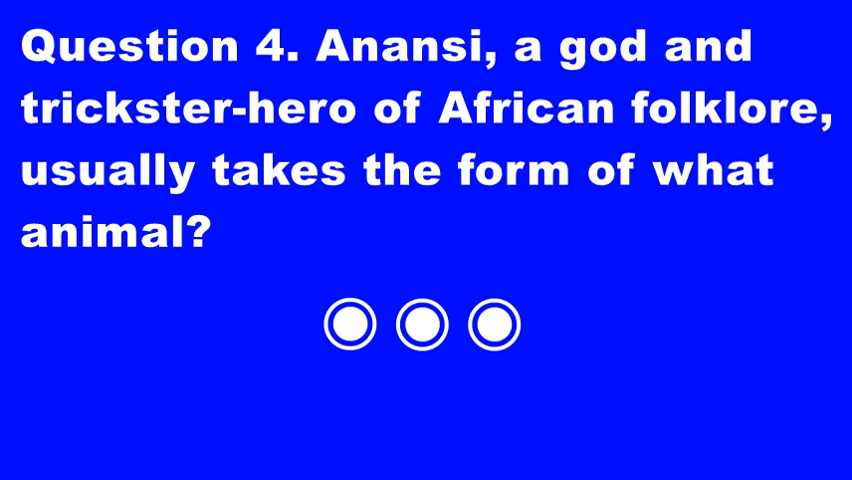 Question 4. Anansi, a god and
trickster-hero of African folklore,
usually takes the form of what
animal?